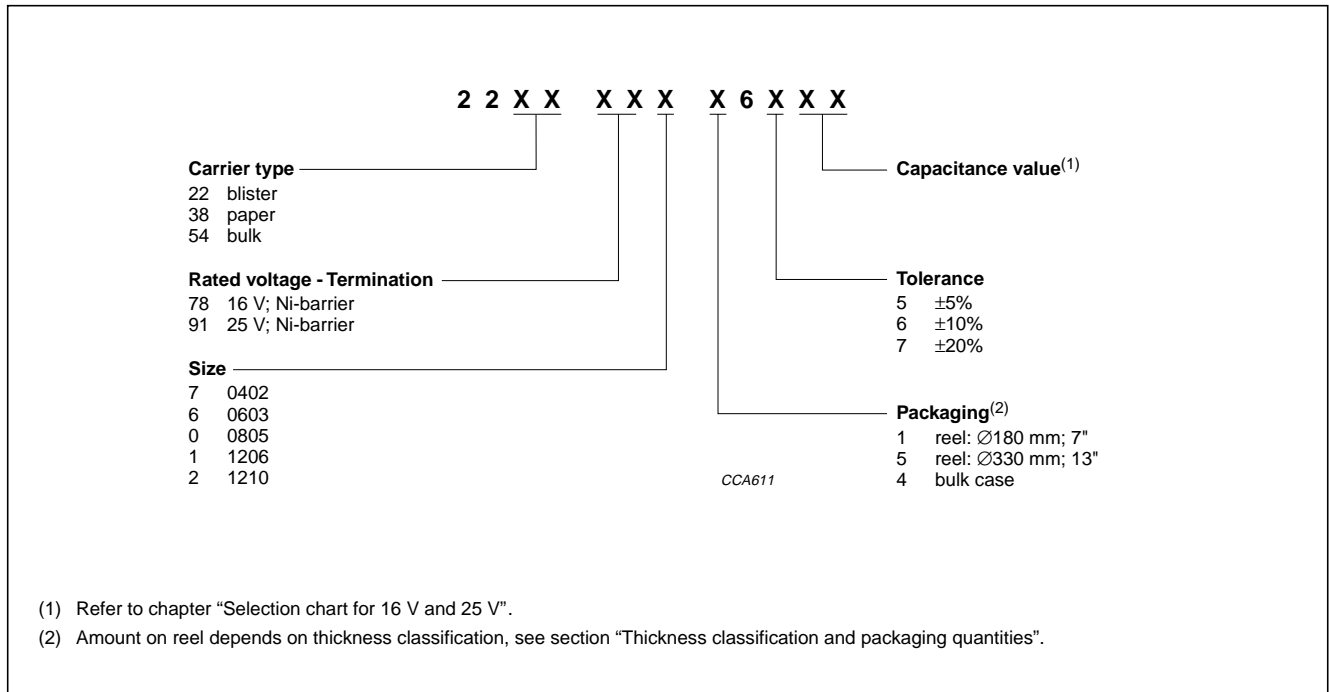 2 2 X X X X X X 6 X X X
Carrier type
22 blister
38 paper
54 bulk
Rated voltage - Termination
78 16 V; Ni-barrier
91 25 V; Ni-barrier
Size
7 0402
6 0603
0 0805
1 1206
2 1210
Capacitance value(1)
Tolerance
5 ±5%
6 ±10%
7 ±20%
Packaging(2)
1 reel: ∅180 mm; 7"
5 reel: ∅330 mm; 13"
4 bulk case
CCA611
(1) Refer to chapter “Selection chart for 16 V and 25 V”.
(2) Amount on reel depends on thickness classification, see section “Thickness classification and packaging quantities”.